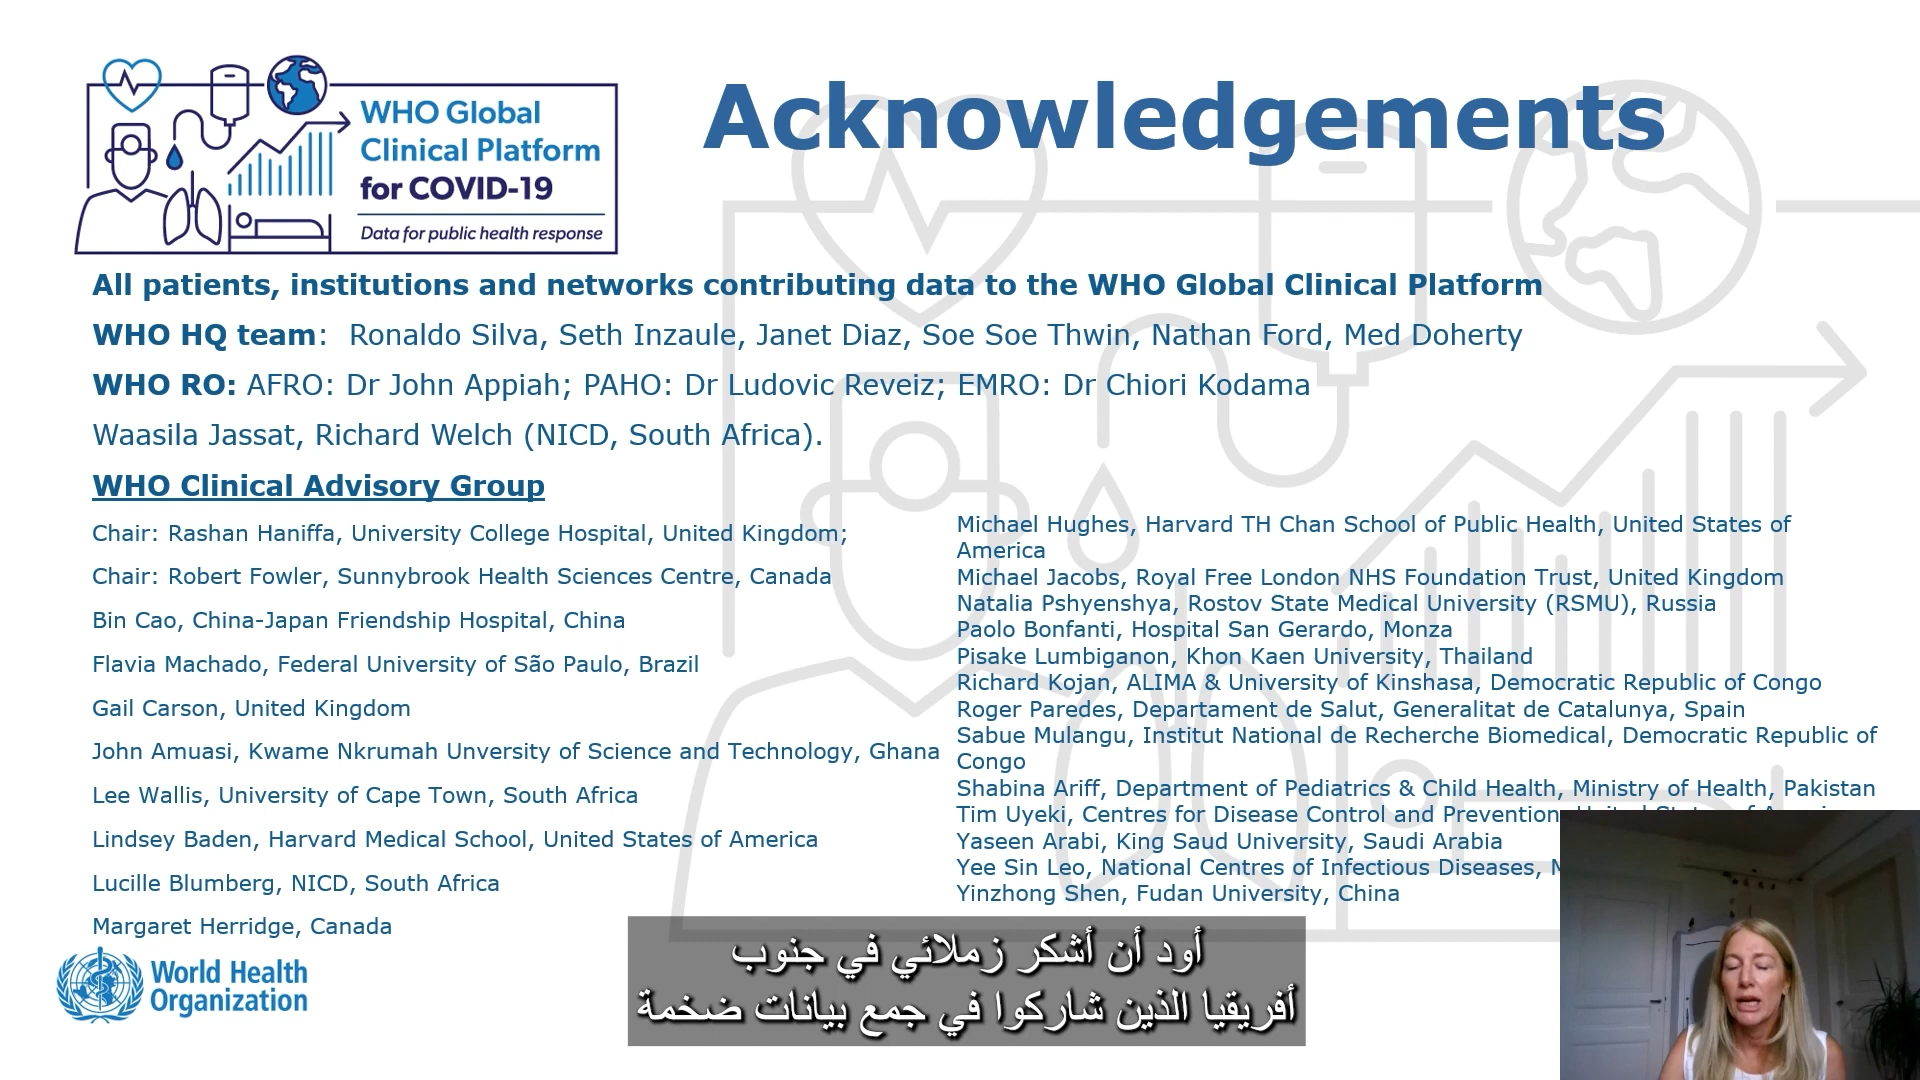 WHO Global
Clinical Platform
for COVID-19
Data for public health response
Acknowledgements
All patients, institutions and networks contributing data to the WHO Global Clinical Platform
WHO HQ team: Ronaldo Silva, Seth Inzaule, Janet Diaz, Soe Soe Thwin, Nathan Ford, Med Doherty
WHO RO: AFRO: Dr John Appiah; PAHO: Dr Ludovic Reveiz; EMRO: Dr Chiori Kodama
Waasila Jassat, Richard Welch (NICD, South Africa).
WHO Clinical Advisory Group
Chair: Rashan Haniffa, University College Hospital, United Kingdom;
Chair: Robert Fowler, Sunnybrook Health Sciences Centre, Canada
Bin Cao, China-Japan Friendship Hospital, China
Flavia Machado, Federal University of São Paulo, Brazil
Gail Carson, United Kingdom
John Amuasi, Kwame Nkrumah Unversity of Science and Technology, Ghana
Lee Wallis, University of Cape Town, South Africa
Lindsey Baden, Harvard Medical School, United States of America
Lucille Blumberg, NICD, South Africa
Margaret Herridge, Canada
Michael Hughes, Harvard TH Chan School of Public Health, United States of
America
Michael Jacobs, Royal Free London NHS Foundation Trust, United Kingdom
Natalia Pshyenshya, Rostov State Medical University (RSMU), Russia
Paolo Bonfanti, Hospital San Gerardo, Monza
Pisake Lumbiganon, Khon Kaen University, Thailand
Richard Kojan, ALIMA & University of Kinshasa, Democratic Republic of Congo
Roger Paredes, Departament de Salut, Generalitat de Catalunya, Spain
Sabue Mulangu, Institut National de Recherche Biomedical, Democratic Republic of
Congo
Shabina Ariff, Department of Pediatrics & Child Health, Ministry of Health, Pakistan
Tim Uyeki, Centres for Disease Control and Prevention,
Yaseen Arabi, King Saud University, Saudi Arabia
Yee Sin Leo, National Centres of Infectious Diseases,
Yinzhong Shen, Fudan University, China
World Health
Organization
أود أن أشكر زملائي في جنوب
أفريقيا الذين شاركوا في جمع بيانات ضخمة